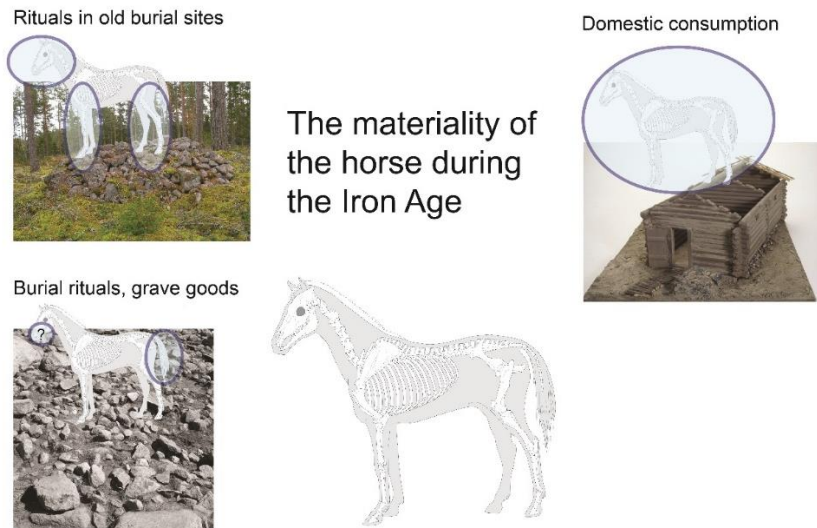 Rituals in old burial sites
Domestic consumption
The materiality of
the horse during
the Iron Age
Burial rituals, grave goods
?